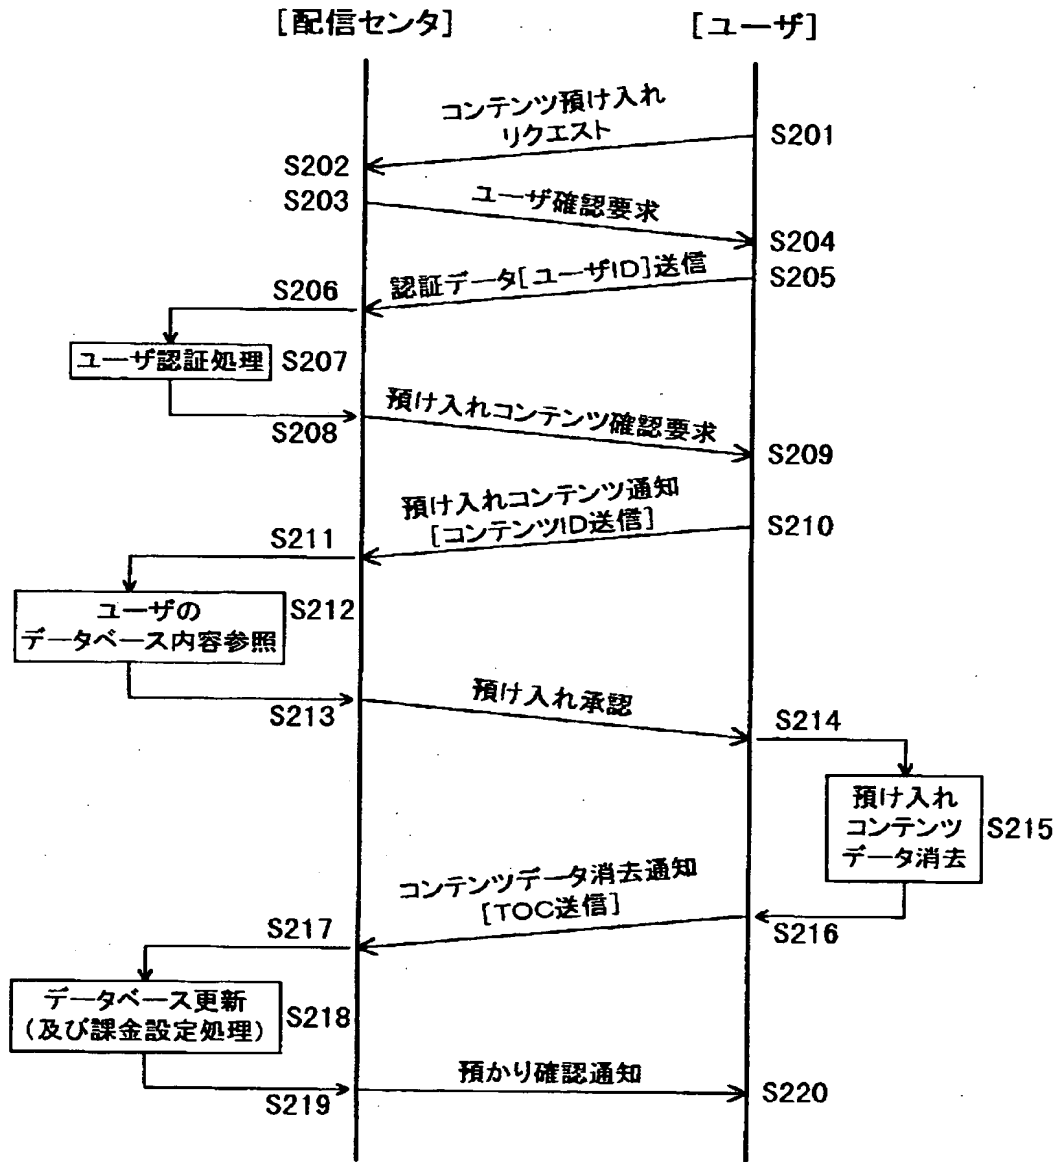 [配信センタ]
[ユーザ]
コンテンツ預け入れ
リクエスト
S201
S202
S203
ユーザ確認要求
S204
認証データ[ユーザID]送信
S205
S206
ユーザ認証処理
S207
S208
預け入れコンテンツ確認要求
S209
預け入れコンテンツ通知
[コンテンツID送信]
S210
S211
ユーザの
データベース内容参照
S212
S213
預け入れ承認
S214
預け入れ
コンテンツ
データ消去
S215
コンテンツデータ消去通知
[TOC送信]
S216
S217
データベース更新
(及び課金設定処理)
S218
S219
預かり確認通知
S220